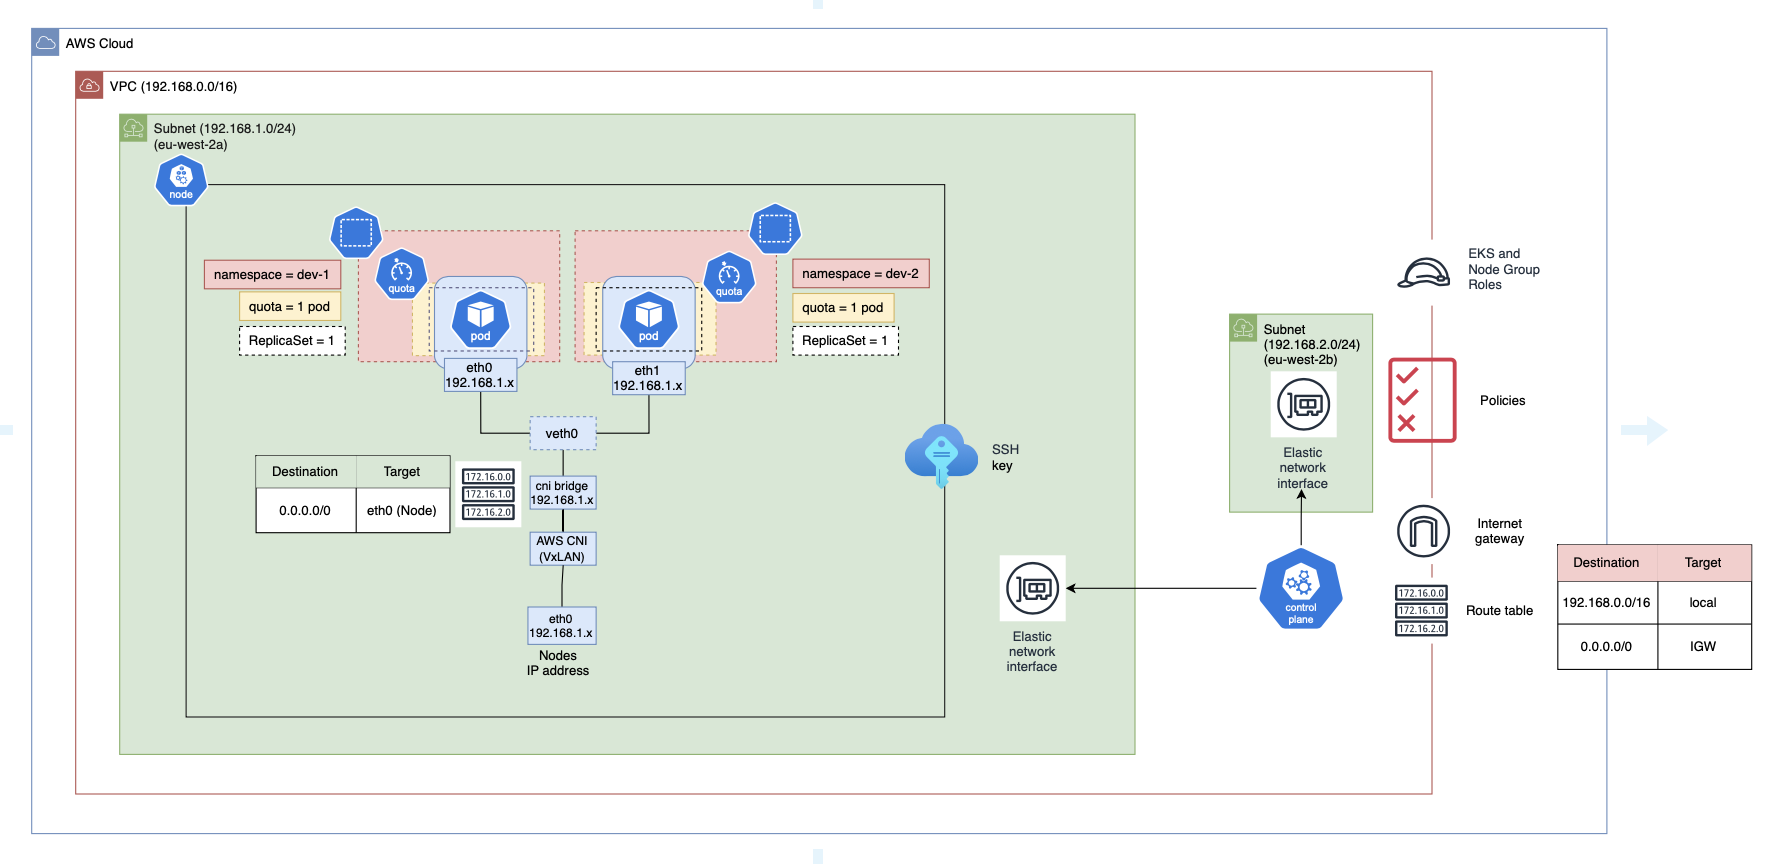 AWS Cloud
VPC (192.168.0.0/16)
Subnet (192.168.1.0/24)
(eu-west-2a)
node
namespace = dev-1
quota = 1 pod
ReplicaSet = 1
quota
pod
eth0
192.168.1.x
quota
pod
eth1
192.168.1.x
namespace = dev-2
quota = 1 pod
ReplicaSet = 1
veth0
Destination
Target
0.0.0.0/0
eth0 (Node)
172.16.0.0
172.16.1.0
172.16.2.0
cni bridge
192.168.1.x
AWS CNI
(VxLAN)
eth0
192.168.1.x
Nodes
IP address
SSH
key
Elastic
network
interface
Subnet
(192.168.2.0/24)
(eu-west-2b)
Elastic
network
interface
control
plane
EKS and
Node Group
Roles
Policies
Internet
gateway
172.16.0.0
172.16.1.0
172.16.2.0
Route table
Destination
Target
192.168.0.0/16
local
0.0.0.0/0
IGW